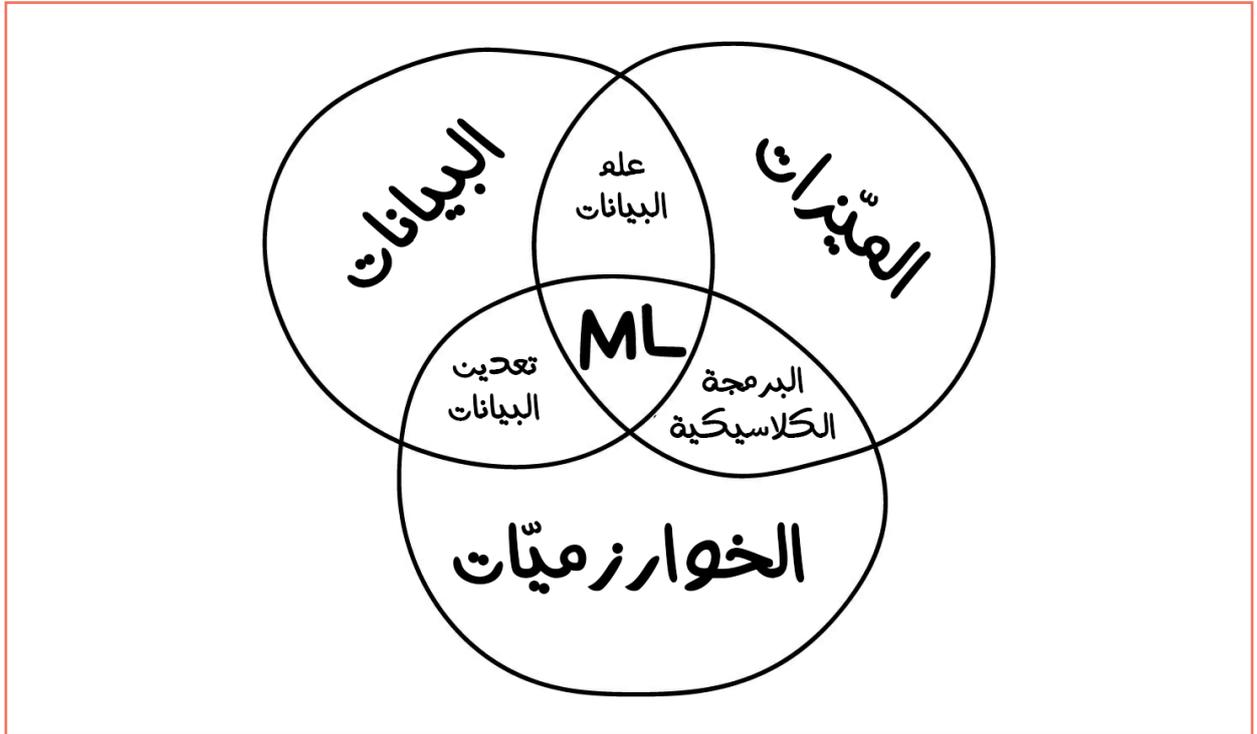 البيانات
علم
البيانات
الميّزات
ML
تعدين
البيانات
البرمجة
الكلاسيكية
الخوارزميّات